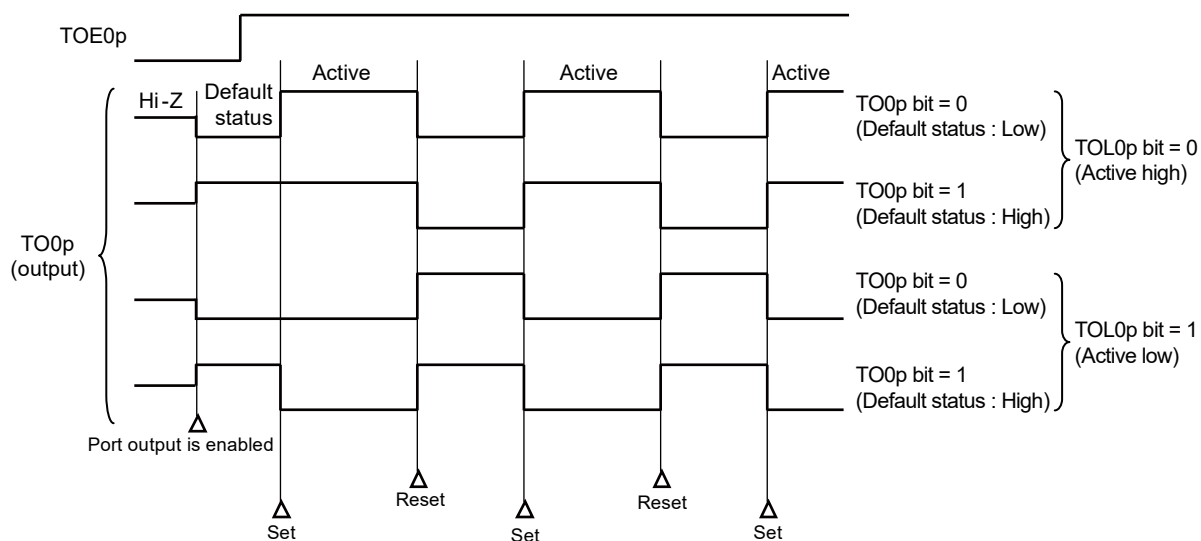 TOE0p
Active
Active
Active
Hi-Z
Default
status
TO0p bit = 0
(Default status : Low)
TOL0p bit = 0
(Active high)
TO0p bit = 1
(Default status : High)
TO0p
(output)
TO0p bit = 0
(Default status : Low)
TOL0p bit = 1
(Active low)
TO0p bit = 1
(Default status : High)
Port output is enabled
Reset
Reset
Set
Set
Set